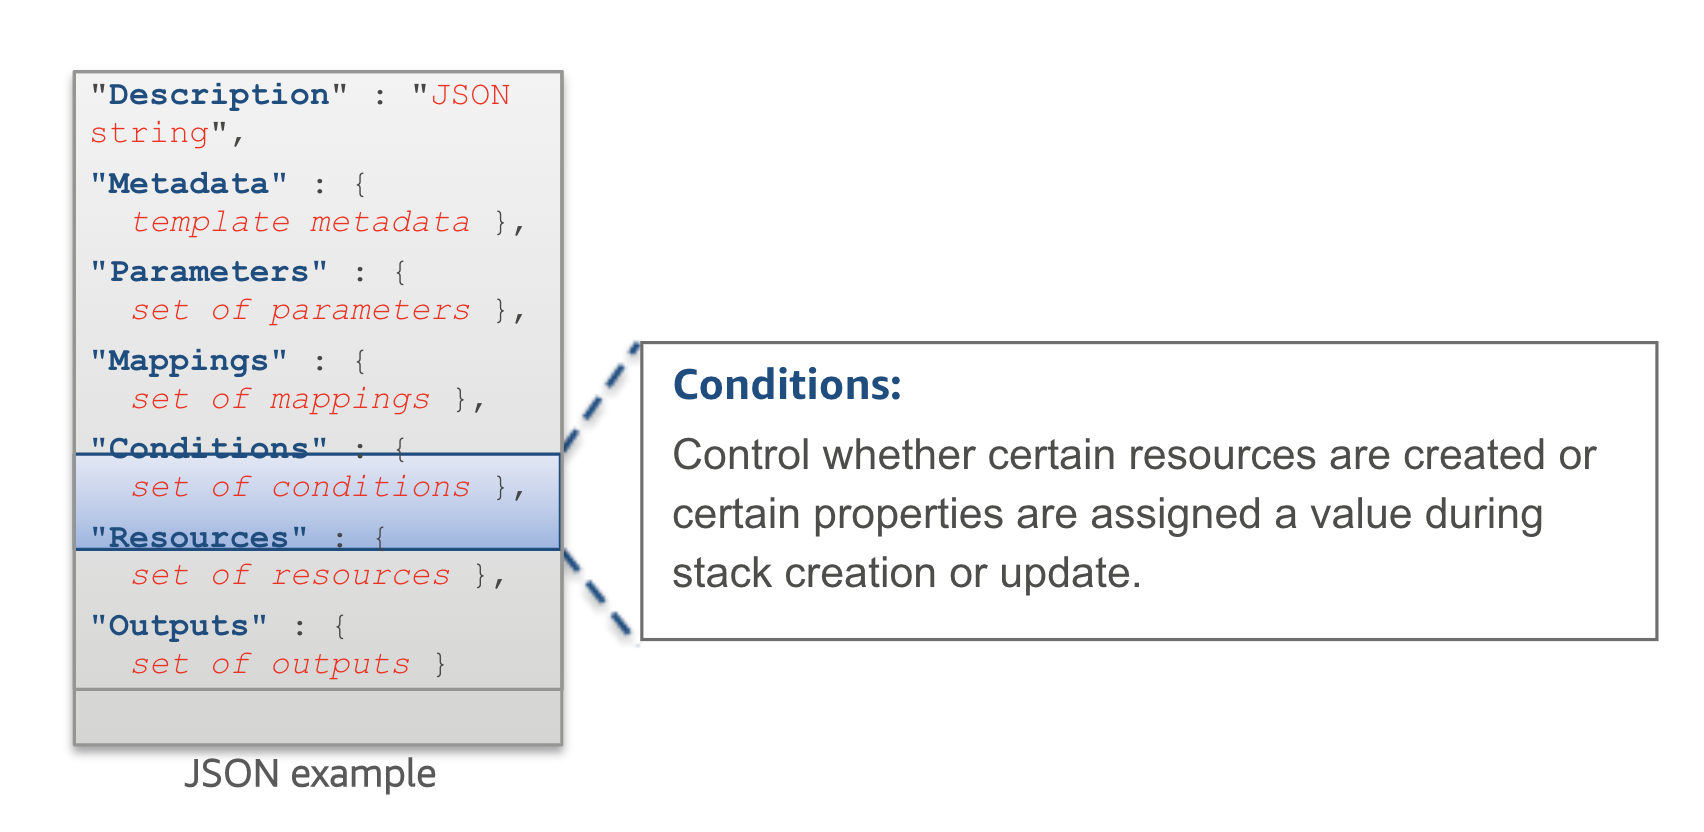 "Description" : "JSON
string",
"Metadata" : {
template metadata },
"Parameters" : {
set of parameters },
"Mappings" : {
set of mappings },
"Conditions" : {
set of conditions },
"Resources" : {
set of resources },
"Outputs" : {
set of outputs }
JSON example
Conditions:
Control whether certain resources are created or
certain properties are assigned a value during
stack creation or update.